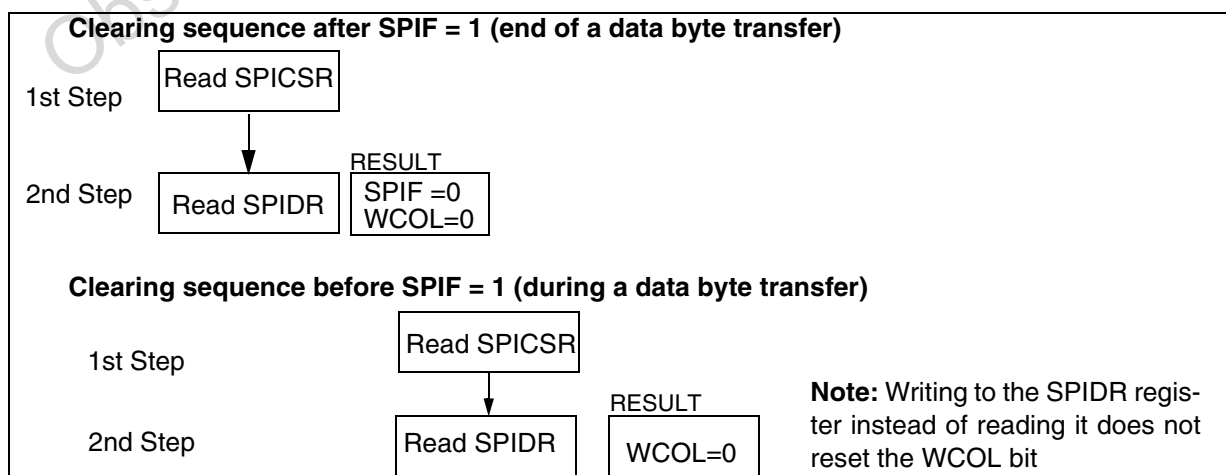 Obs
Clearing sequence after SPIF = 1 (end of a data byte transfer)
1st Step
Read SPICSR
2nd Step
Read SPIDR
RESULT
SPIF =0
WCOL=0
Clearing sequence before SPIF = 1 (during a data byte transfer)
1st Step
Read SPICSR
2nd Step
Read SPIDR
RESULT
WCOL=0
Note: Writing to the SPIDR regis-
ter instead of reading it does not
reset the WCOL bit